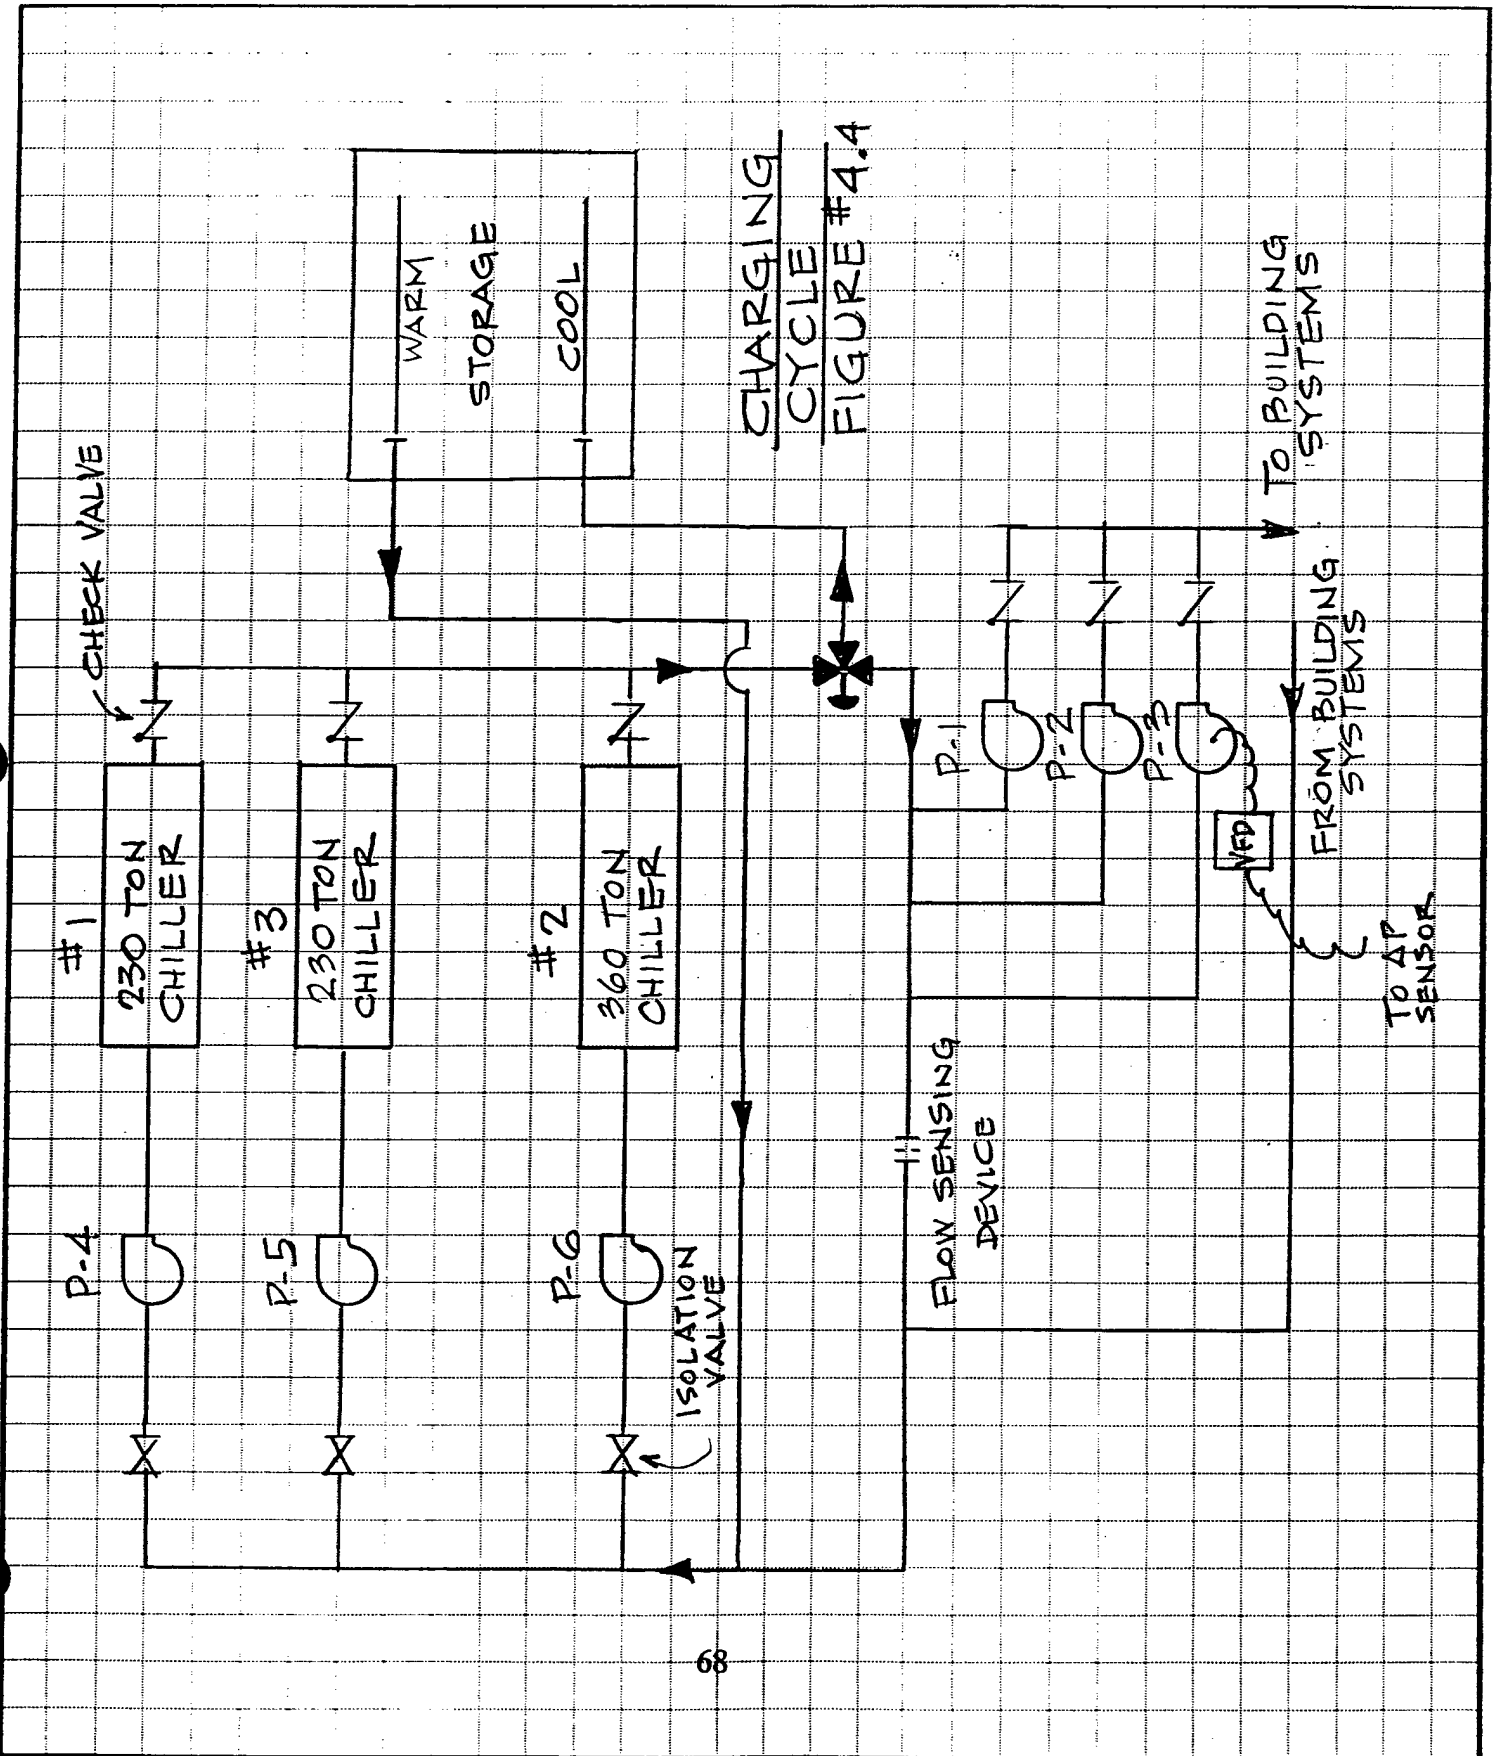 CHECK VALVE
#1
230 TON
CHILLER
#3
230 TON
CHILLER
#2
360 TON
CHILLER
P-4
P-5
P-6
ISOLATION
VALVE
WARM
STORAGE
COOL
CHARGING
CYCLE
FIGURE #4.4
P-1
P-2
P-3
VFD
TO BUILDING
SYSTEMS
FROM BUILDING
SYSTEMS
TO ΔP
SENSOR
FLOW SENSING
DEVICE
68